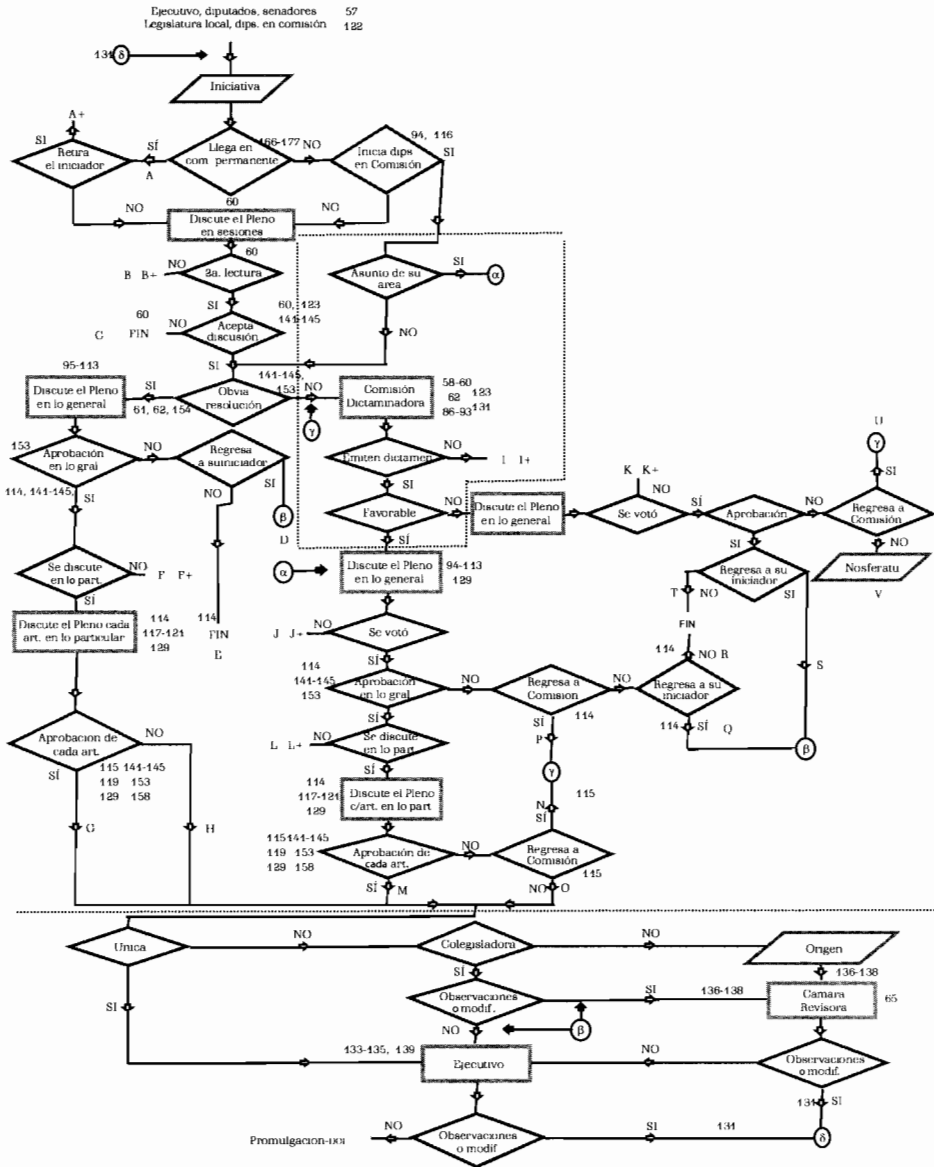 Ejecutivo, diputados, senadores 57
Legislatura local, dips. en comisión 122
131 δ
Iniciativa
A+
SI
Retira
el iniciador
SÍ
A
Llega en
com permanente
166-177
NO
Inicia dips
en Comisión
94, 116
SI
NO
60
NO
Discute el Pleno
en sesiones
60
B B+
NO
2a. lectura
Asunto de su
area
SI
α
SI
60
C FIN
NO
Acepta
discusión
60, 123
141-145
NO
SI
95-113
Discute el Pleno
en lo general
SI
61, 62, 154
Obvia
resolución
141-145,
153
NO
γ
Comisión
Dictaminadora
58-60
62
86-93
123
131
153
Aprobación
en lo gral
NO
Regresa
a suiniciador
NO
SI
β
D
Emiten dictamen
NO
I I+
SI
114, 141-145,
SI
Favorable
NO
Discute el Pleno
en lo general
K K+
NO
Se votó
SÍ
Aprobación
NO
Regresa a
Comisión
SI
γ
U
NO
Nosferatu
V
SÍ
SI
Regresa a su
iniciador
T
NO
SI
FIN
S
Se discute
en lo part.
NO
F F+
SÍ
α
Discute el Pleno
en lo general
94-113
129
Discute el Pleno cada
art. en lo particular
114
117-121
129
114
FIN
E
J J+
NO
Se votó
SÍ
114
141-145
153
Aprobación
en lo gral
NO
Regresa a
Comision
NO
114
NO R
Regresa a su
iniciador
114
SÍ
Q
β
SÍ
114
P
γ
SÍ
L L+
NO
Se discute
en lo part
SÍ
Aprobacion de
cada art.
NO
SÍ
115 141-145
119 153
129 158
G
H
114
117-121
129
Discute el Pleno
c/art. en lo part
N
SÍ
115
115 141-145
119 153
129 158
Aprobación de
cada art.
NO
Regresa a
Comisión
115
SÍ
M
NO
O
Unica
NO
Colegisladora
NO
Origen
SI
SÍ
136-138
Observaciones
o modif.
SI
136-138
Camara
Revisora
65
NO
β
133-135, 139
Ejecutivo
NO
Observaciones
o modif.
131
SI
Promulgacion-DOF
NO
Observaciones
o modif
SI
131
δ